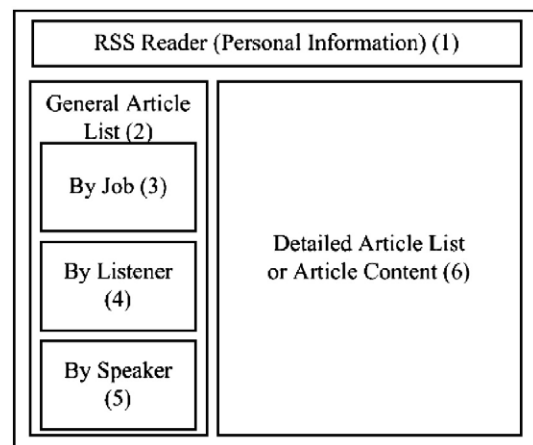 RSS Reader (Personal Information) (1)
General Article
List (2)
By Job (3)
By Listener
(4)
By Speaker
(5)
Detailed Article List
or Article Content (6)